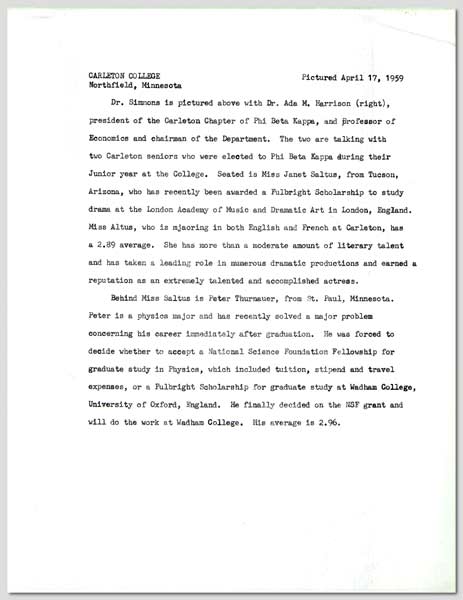 CARLETON COLLEGE Pictured April 17, 1959
Northfield, Minnesota
Dr. Simmons is pictured above with Dr. Ada M. Harrison (right),
president of the Carleton Chapter of Phi Beta Kappa, and professor of
Economics and chairman of the Department. The two are talking with
two Carleton seniors who were elected to Phi Beta Kappa during their
Junior year at the College. Seated is Miss Janet Saltus, from Tucson,
Arizona, who has recently been awarded a Fulbright Scholarship to study
drama at the London Academy of Music and Dramatic Art in London, England.
Miss Altus, who is mjaoring in both English and French at Carleton, has
a 2.89 average. She has more than a moderate amount of literary talent
and has taken a leading role in numerous dramatic productions and earned a
reputation as an extremely talented and accomplished actress.
Behind Miss Saltus is Peter Thurnauer, from St. Paul, Minnesota.
Peter is a physics major and has recently solved a major problem
concerning his career immediately after graduation. He was forced to
decide whether to accept a National Science Foundation Fellowship for
graduate study in Physics, which included tuition, stipend and travel
expenses, or a Fulbright Scholarship for graduate study at Wadham College,
University of Oxford, England. He finally decided on the NSF grant and
will do the work at Wadham College. His average is 2.96.